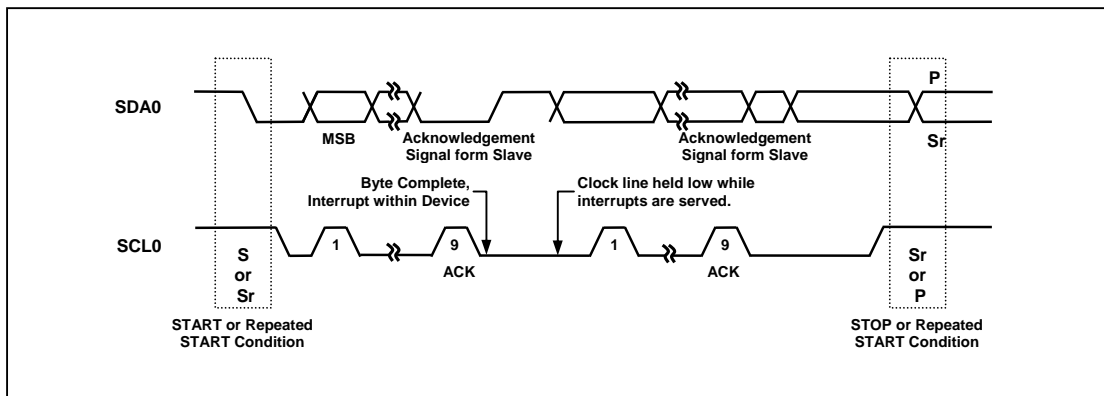 P
SDA0
MSB
Acknowledgement
Signal form Slave
Acknowledgement
Signal form Slave
Sr
Byte Complete,
Interrupt within Device
Clock line held low while
interrupts are served.
SCL0
1
9
1
9
ACK
ACK
S
or
Sr
Sr
or
P
START or Repeated
START Condition
STOP or Repeated
START Condition